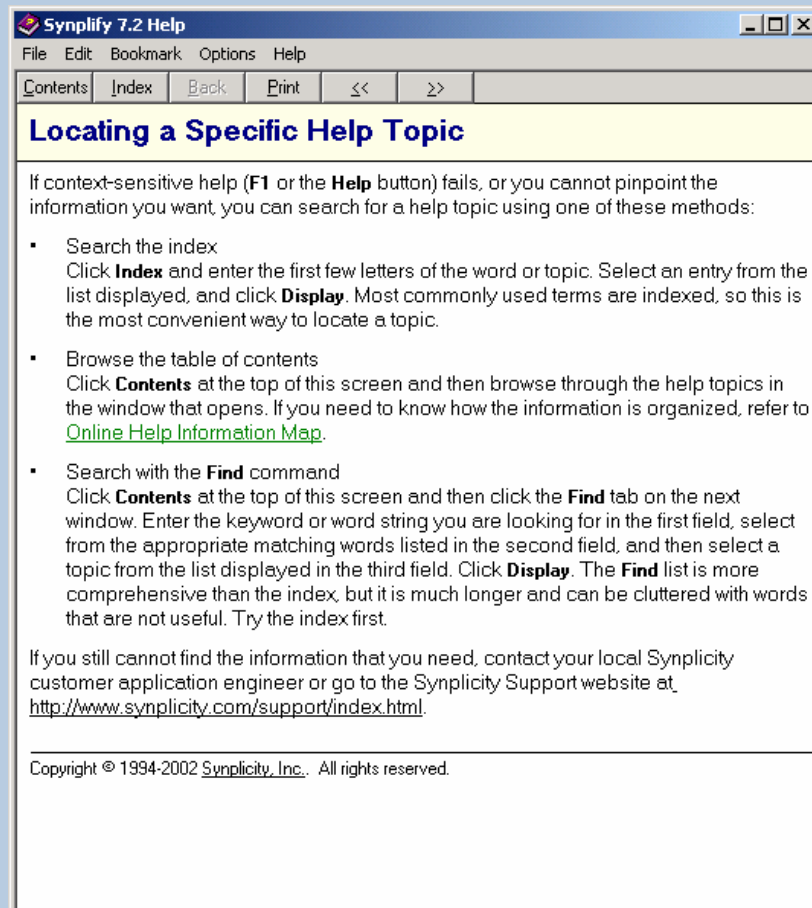 Synplify 7.2 Help
File Edit Bookmark Options Help
Contents Index Back Print << >>
Locating a Specific Help Topic
If context-sensitive help (F1 or the Help button) fails, or you cannot pinpoint the
information you want, you can search for a help topic using one of these methods:
▪ Search the index
Click Index and enter the first few letters of the word or topic. Select an entry from the
list displayed, and click Display. Most commonly used terms are indexed, so this is
the most convenient way to locate a topic.
▪ Browse the table of contents
Click Contents at the top of this screen and then browse through the help topics in
the window that opens. If you need to know how the information is organized, refer to
Online Help Information Map.
▪ Search with the Find command
Click Contents at the top of this screen and then click the Find tab on the next
window. Enter the keyword or word string you are looking for in the first field, select
from the appropriate matching words listed in the second field, and then select a
topic from the list displayed in the third field. Click Display. The Find list is more
comprehensive than the index, but it is much longer and can be cluttered with words
that are not useful. Try the index first.
If you still cannot find the information that you need, contact your local Synplicity
customer application engineer or go to the Synplicity Support website at
http://www.synplicity.com/support/index.html.
Copyright © 1994-2002 Synplicity, Inc.. All rights reserved.